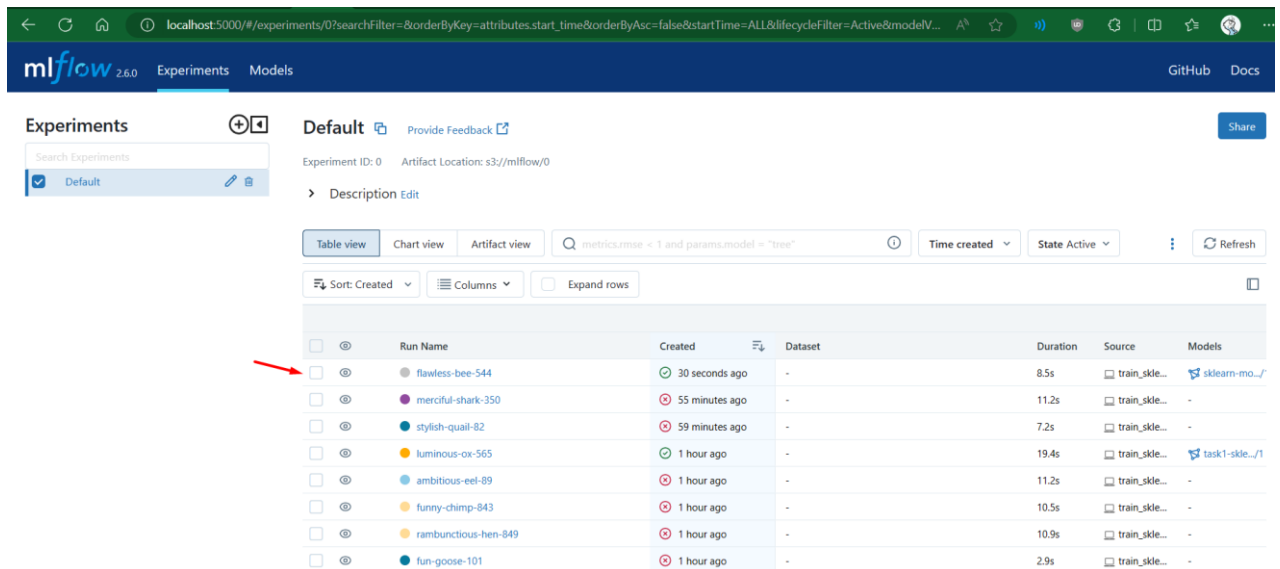 localhost:5000/#/experiments/0?searchFilter=&orderByKey=attributes.start_time&orderByAsc=false&startTime=ALL&lifecycleFilter=Active&modelV...
mlflow 2.6.0 Experiments Models GitHub Docs
Experiments
Search Experiments
Default
Default Provide Feedback Share
Experiment ID: 0 Artifact Location: s3://mlflow/0
Description Edit
Table view Chart view Artifact view metrics.rmse < 1 and params.model = "tree" Time created State Active Refresh
Sort: Created Columns Expand rows
Run Name Created Dataset Duration Source Models
flawless-bee-544 30 seconds ago - 8.5s train_skle... sklearn-mo.../
merciful-shark-350 55 minutes ago - 11.2s train_skle... -
stylish-quail-82 59 minutes ago - 7.2s train_skle... -
luminous-ox-565 1 hour ago - 19.4s train_skle... task1-skle.../1
ambitious-eel-89 1 hour ago - 11.2s train_skle... -
funny-chimp-843 1 hour ago - 10.5s train_skle... -
rambunctious-hen-849 1 hour ago - 10.9s train_skle... -
fun-goose-101 1 hour ago - 2.9s train_skle... -